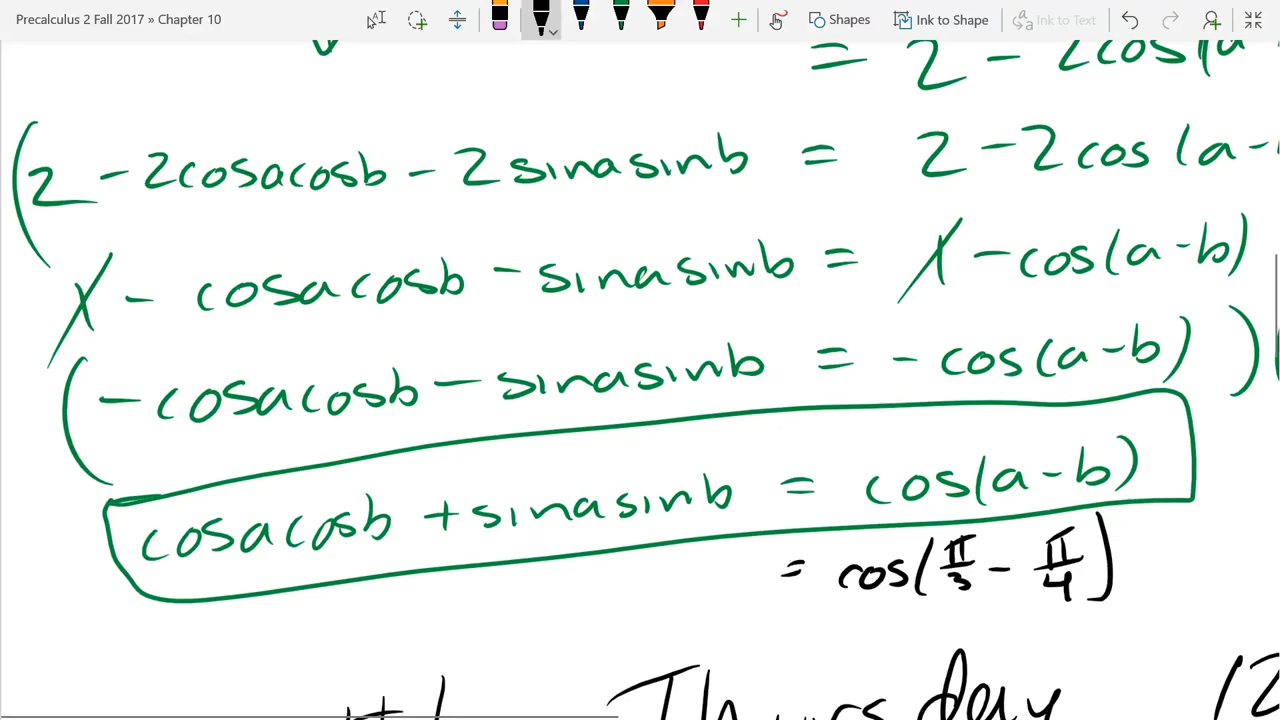 Precalculus 2 Fall 2017 » Chapter 10
Shapes
Ink to Shape
Ink to Text
= 2 - 2cos(a
2 - 2cosacosb - 2sinasinb = 2 - 2cos(a -
1 - cosacosb - sinasinb = 1 - cos(a - b)
(- cosacosb - sinasinb = - cos(a - b))
cosacosb + sinasinb = cos(a - b)
= cos(π/3 - π/4)
Thursday